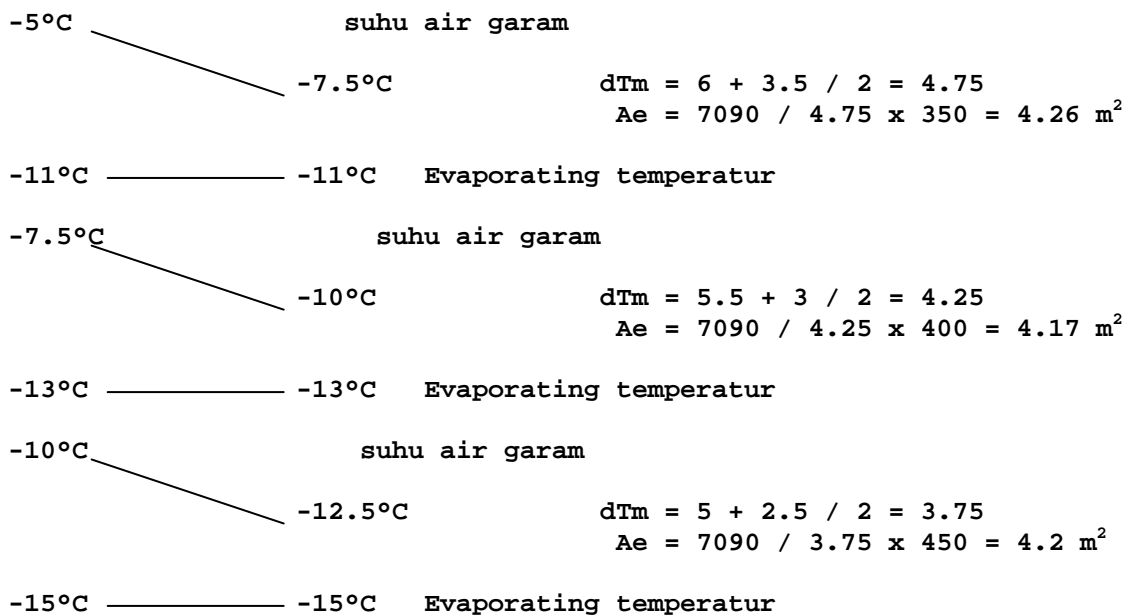 -5°C suhu air garam
-7.5°C dTm = 6 + 3.5 / 2 = 4.75
Ae = 7090 / 4.75 x 350 = 4.26 m²
-11°C -11°C Evaporating temperatur
-7.5°C suhu air garam
-10°C dTm = 5.5 + 3 / 2 = 4.25
Ae = 7090 / 4.25 x 400 = 4.17 m²
-13°C -13°C Evaporating temperatur
-10°C suhu air garam
-12.5°C dTm = 5 + 2.5 / 2 = 3.75
Ae = 7090 / 3.75 x 450 = 4.2 m²
-15°C -15°C Evaporating temperatur